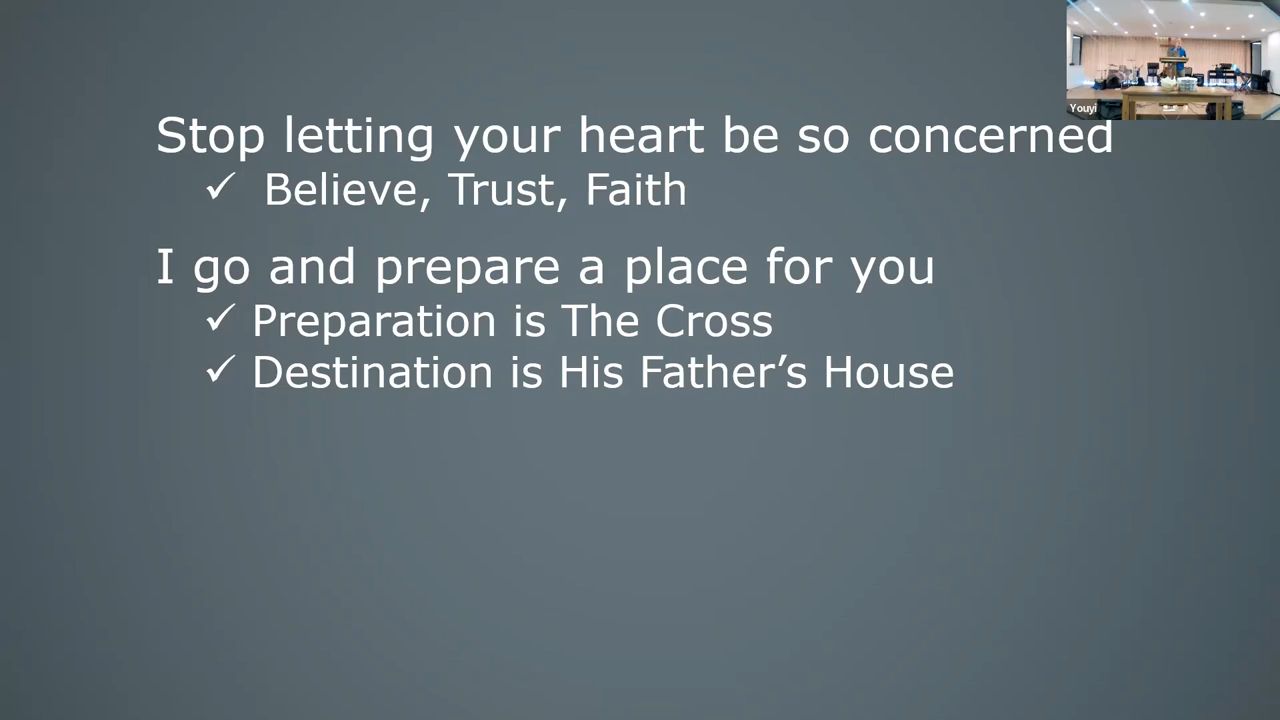 Stop letting your heart be so concerned
✓ Believe, Trust, Faith
I go and prepare a place for you
✓ Preparation is The Cross
✓ Destination is His Father’s House
Youyi